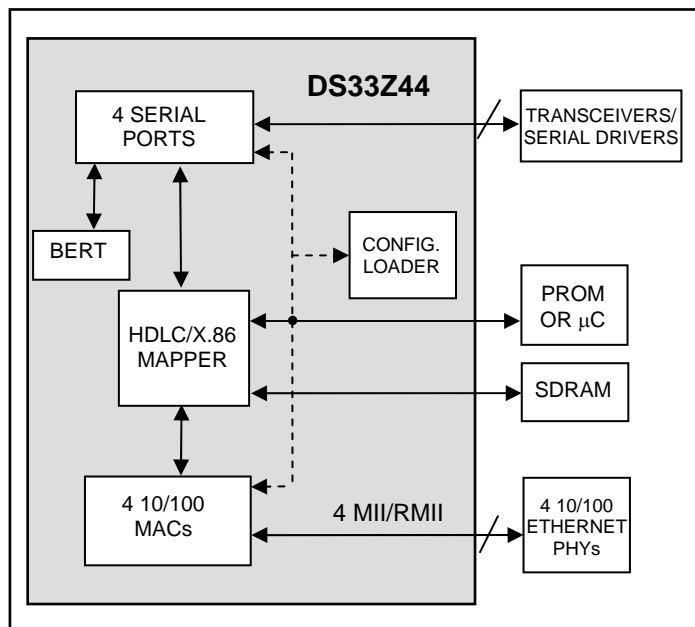 DS33Z44
4 SERIAL
PORTS
TRANSCEIVERS/
SERIAL DRIVERS
BERT
CONFIG.
LOADER
HDLC/X.86
MAPPER
PROM
OR μC
SDRAM
4 10/100
MACs
4 MII/RMII
4 10/100
ETHERNET
PHYs